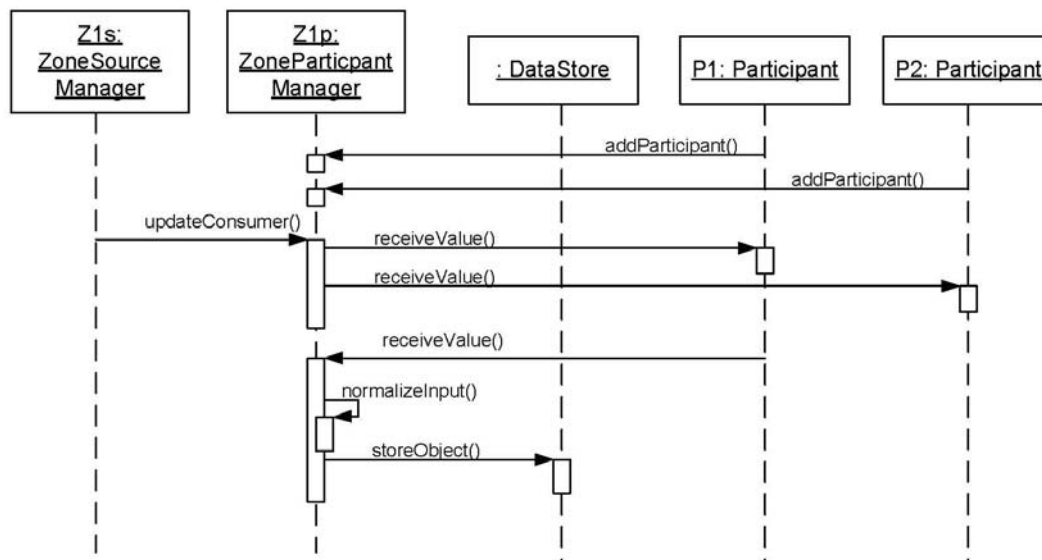 Z1s:
ZoneSource
Manager
Z1p:
ZoneParticpant
Manager
: DataStore
P1: Participant
P2: Participant
addParticipant()
addParticipant()
updateConsumer()
receiveValue()
receiveValue()
receiveValue()
normalizeInput()
storeObject()